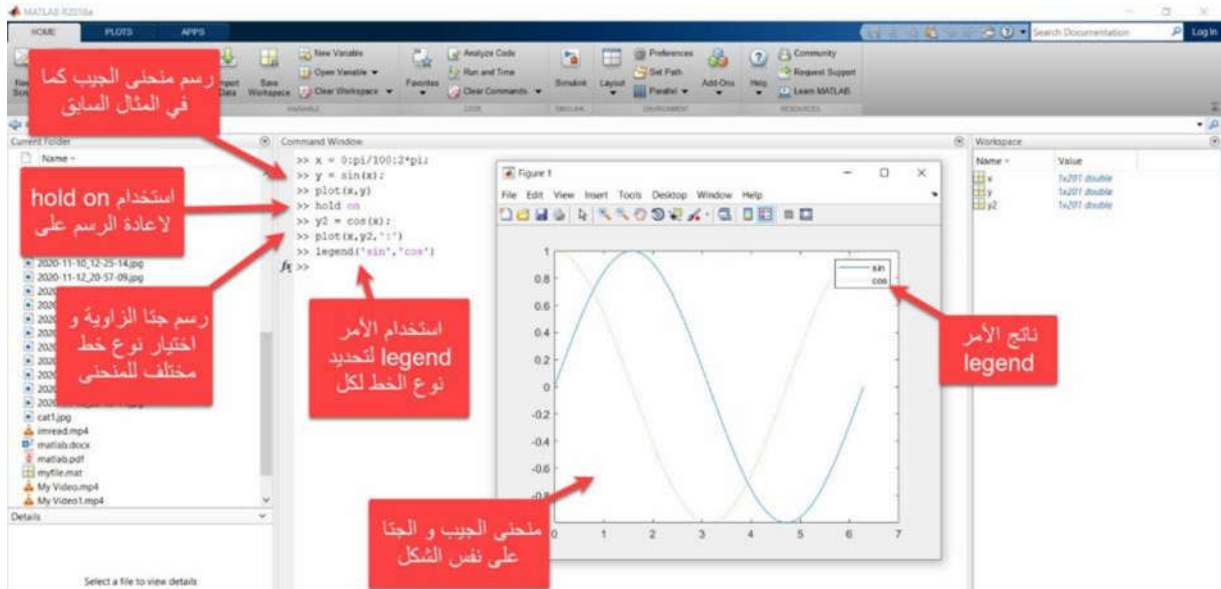 MATLAB R2018a
HOME PLOTS APPS
Search Documentation
Log In
New Variable
Open Variable
Clear Workspace
Save Workspace
Data
Favorites
Analyze Code
Run and Time
Clear Commands
Simulink
Layout
Preferences
Set Path
Parallel
Add-Ons
Help
Community
Request Support
Learn MATLAB
VARIABLE
CODE
SIMULINK
ENVIRONMENT
RESOURCES
رسم منحنى الجيب كما
في المثال السابق
استخدام hold on
لاعادة الرسم على
رسم جتا الزاوية و
اختيار نوع خط
مختلف للمنحنى
Current Folder
Name
2020-11-10_12-25-14.jpg
2020-11-12_20-57-09.jpg
cat1.jpg
imread.mp4
matlab.docx
matlab.pdf
myfile.mat
My Video.mp4
My Video1.mp4
Details
Select a file to view details
Command Window
>> x = 0:pi/100:2*pi;
>> y = sin(x);
>> plot(x,y)
>> hold on
>> y2 = cos(x);
>> plot(x,y2,':')
>> legend('sin','cos')
fx >>
استخدام الأمر
legend لتحديد
نوع الخط لكل
Figure 1
File Edit View Insert Tools Desktop Window Help
1
0.8
0.6
0.4
0.2
0
-0.2
-0.4
-0.6
-0.8
0 1 2 3 4 5 6 7
sin
cos
ناتج الأمر
legend
منحنى الجيب و الجتا
على نفس الشكل
Workspace
Name Value
x 1x201 double
y 1x201 double
y2 1x201 double